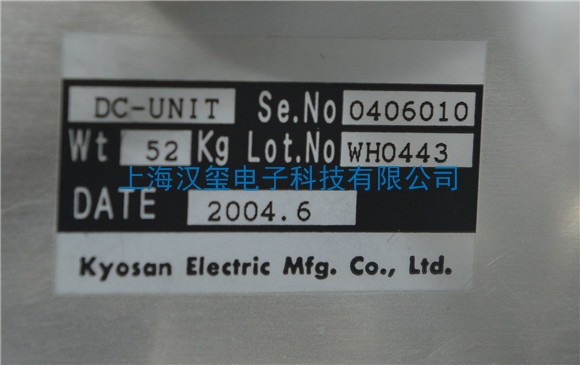 DC-UNIT Se.No 0406010
Wt 52 Kg Lot.No WH0443
上海汉玺电子科技有限公司
DATE 2004.6
Kyosan Electric Mfg. Co., Ltd.